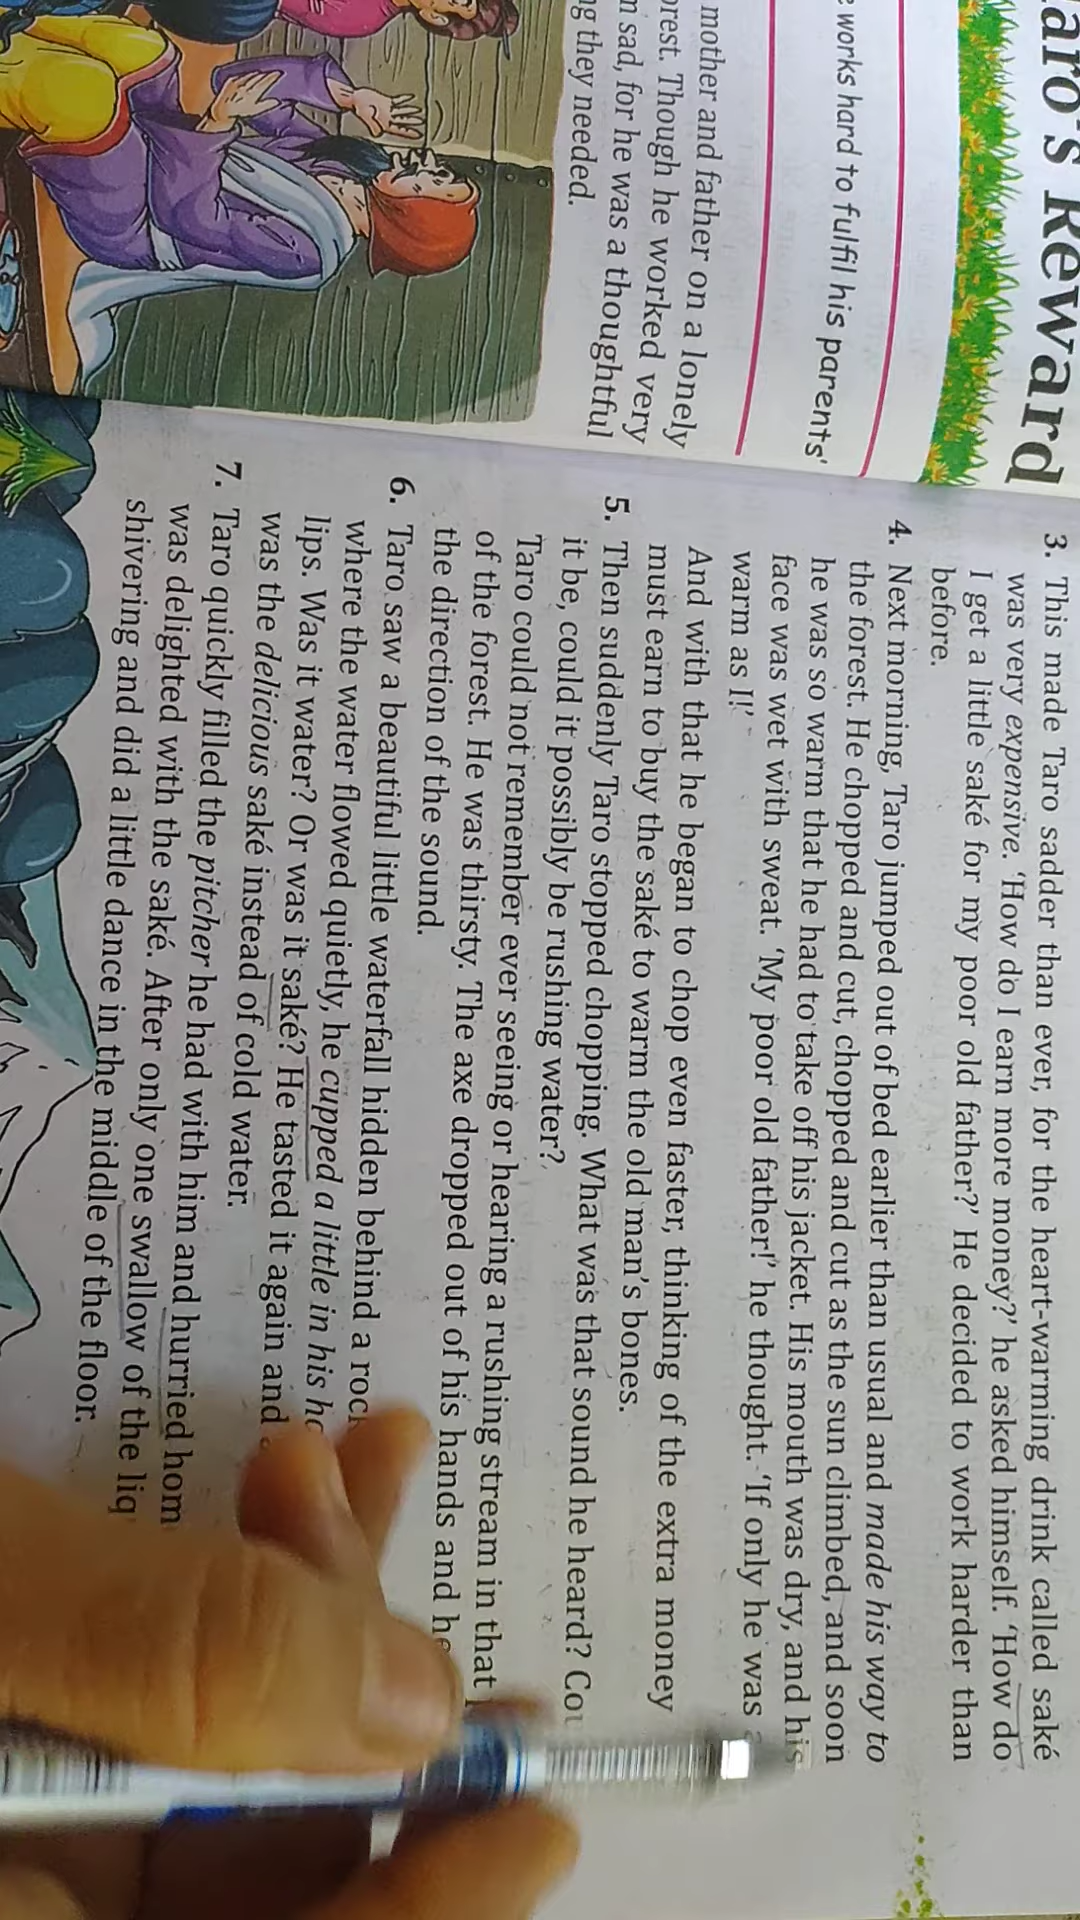 aro's Reward
e works hard to fulfil his parents'
mother and father on a lonely
orest. Though he worked very
n sad, for he was a thoughtful
ng they needed.
3. This made Taro sadder than ever, for the heart-warming drink called saké
was very expensive. ‘How do I earn more money?’ he asked himself. ‘How do
I get a little saké for my poor old father?’ He decided to work harder than
before.
4. Next morning, Taro jumped out of bed earlier than usual and made his way to
the forest. He chopped and cut, chopped and cut as the sun climbed, and soon
he was so warm that he had to take off his jacket. His mouth was dry, and his
face was wet with sweat. ‘My poor old father!’ he thought. ‘If only he was
warm as I!’
And with that he began to chop even faster, thinking of the extra money
must earn to buy the saké to warm the old man's bones.
5. Then suddenly Taro stopped chopping. What was that sound he heard? Cou
it be, could it possibly be rushing water?
Taro could not remember ever seeing or hearing a rushing stream in that
of the forest. He was thirsty. The axe dropped out of his hands and he
the direction of the sound.
6. Taro saw a beautiful little waterfall hidden behind a roc
where the water flowed quietly, he cupped a little in his
lips. Was it water? Or was it saké? He tasted it again and
was the delicious saké instead of cold water.
7. Taro quickly filled the pitcher he had with him and hurried hom
was delighted with the saké. After only one swallow of the liq
shivering and did a little dance in the middle of the floor.